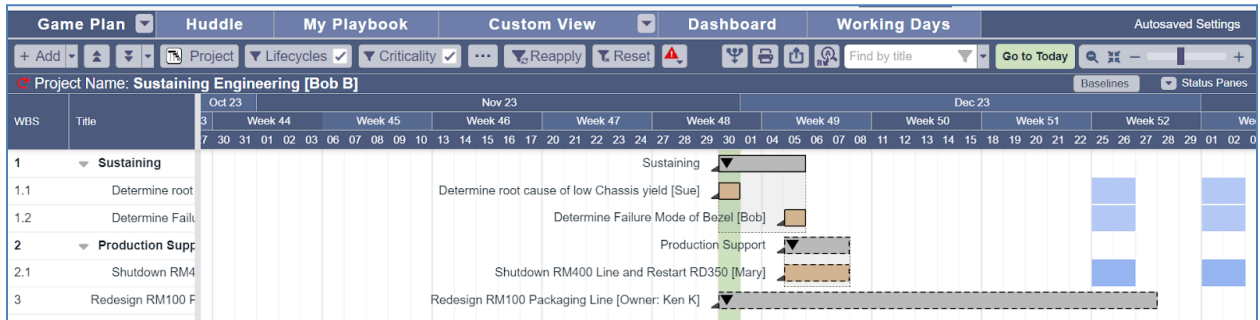 Game Plan Huddle My Playbook Custom View Dashboard Working Days Autosaved Settings
+ Add Project Lifecycles Criticality ... Reapply Reset Find by title Go to Today
Project Name: Sustaining Engineering [Bob B] Baselines Status Panes
Oct 23 Nov 23 Dec 23
WBS Title 3 Week 44 Week 45 Week 46 Week 47 Week 48 Week 49 Week 50 Week 51 Week 52 We
7 30 31 01 02 03 06 07 08 09 10 13 14 15 16 17 20 21 22 23 24 27 28 29 30 01 04 05 06 07 08 11 12 13 14 15 18 19 20 21 22 25 26 27 28 29 01 02 0
1 Sustaining Sustaining
1.1 Determine root Determine root cause of low Chassis yield [Sue]
1.2 Determine Failu Determine Failure Mode of Bezel [Bob]
2 Production Supp Production Support
2.1 Shutdown RM4 Shutdown RM400 Line and Restart RD350 [Mary]
3 Redesign RM100 P Redesign RM100 Packaging Line [Owner: Ken K]